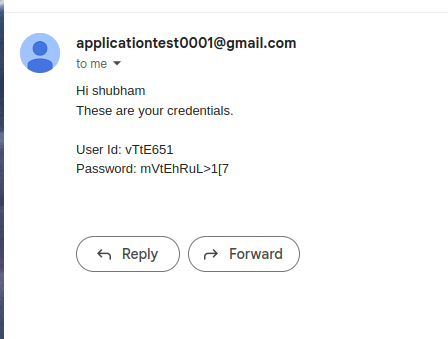 applicationtest0001@gmail.com
to me
Hi shubham
These are your credentials.
User Id: vTtE651
Password: mVtEhRuL>1[7
Reply Forward